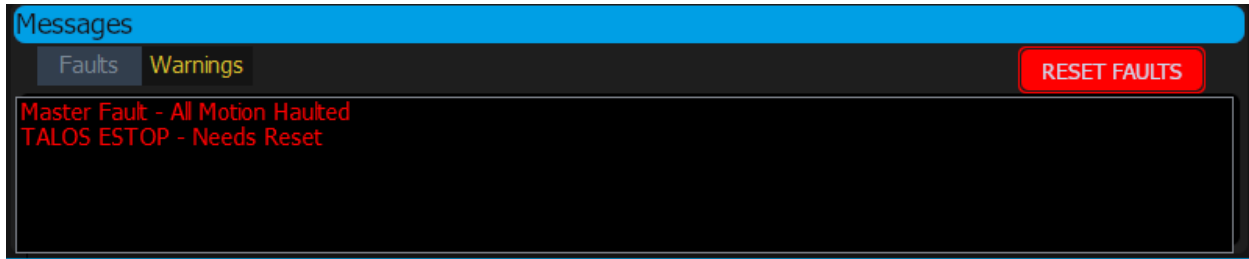 Messages
Faults Warnings RESET FAULTS
Master Fault - All Motion Haulted
TALOS ESTOP - Needs Reset